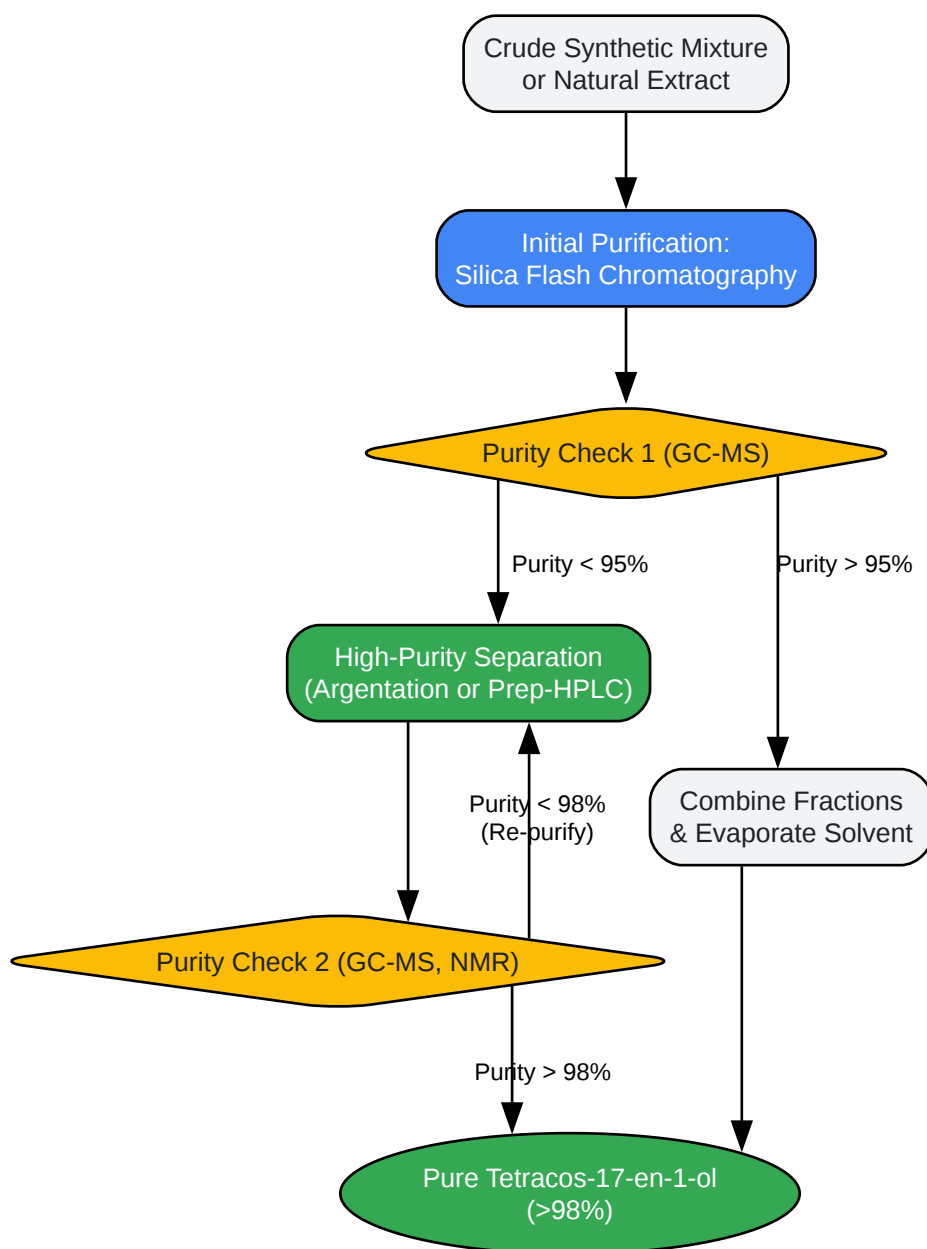 Crude Synthetic Mixture
or Natural Extract
Initial Purification:
Silica Flash Chromatography
Purity Check 1 (GC-MS)
Purity < 95%
Purity > 95%
High-Purity Separation
(Argentation or Prep-HPLC)
Purity < 98%
(Re-purify)
Combine Fractions
& Evaporate Solvent
Purity Check 2 (GC-MS, NMR)
Purity > 98%
Pure Tetracos-17-en-1-ol
(>98%)